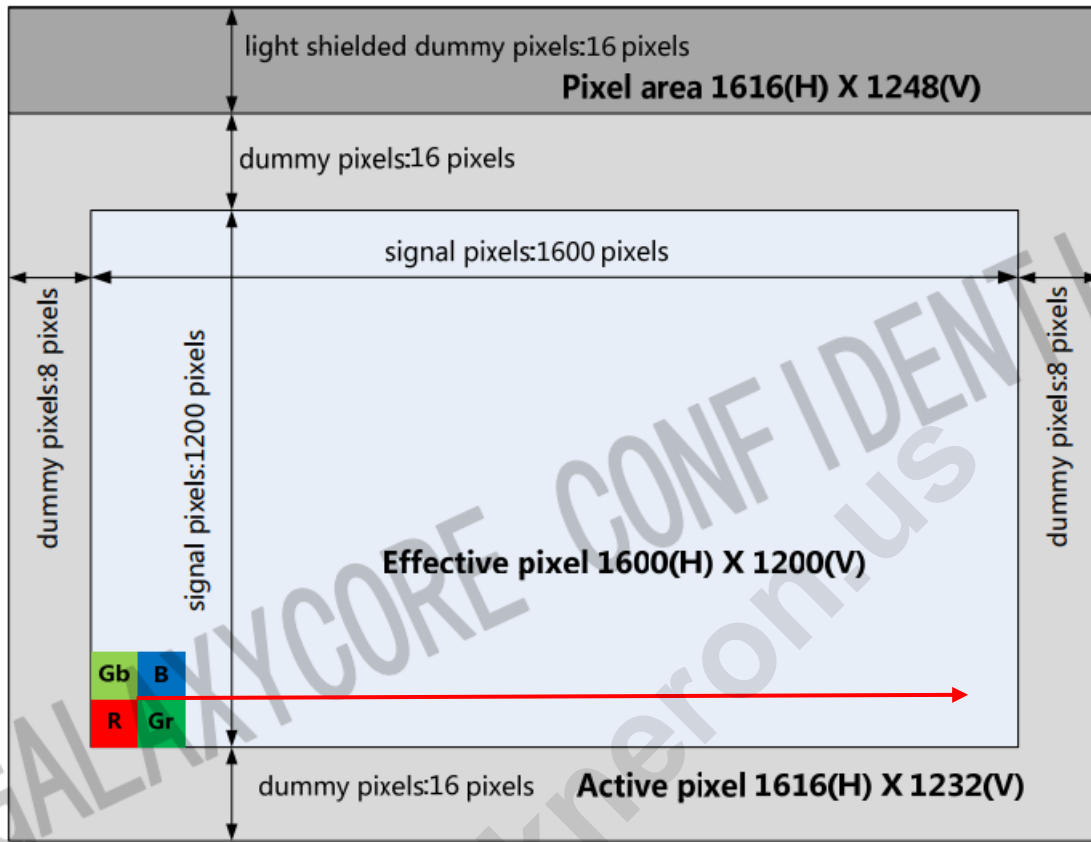 light shielded dummy pixels:16 pixels
Pixel area 1616(H) X 1248(V)
dummy pixels:16 pixels
signal pixels:1600 pixels
dummy pixels:8 pixels
signal pixels:1200 pixels
dummy pixels:8 pixels
Effective pixel 1600(H) X 1200(V)
Gb B
R Gr
dummy pixels:16 pixels
Active pixel 1616(H) X 1232(V)
GALAXYCORE CONFIDENTI
kneron.us